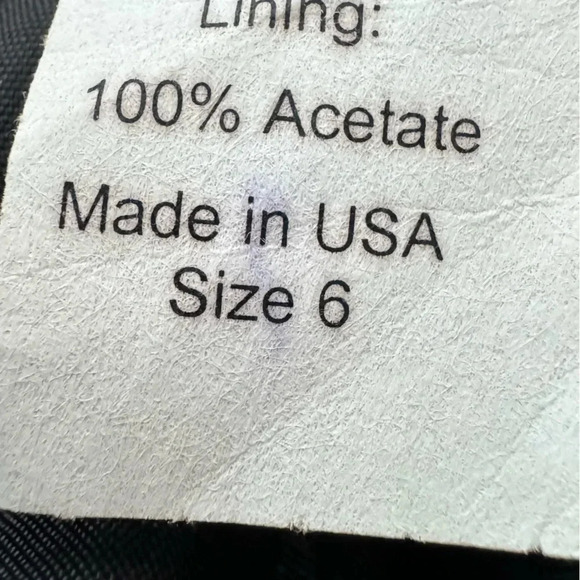 Lining:
100% Acetate
Made in USA
Size 6